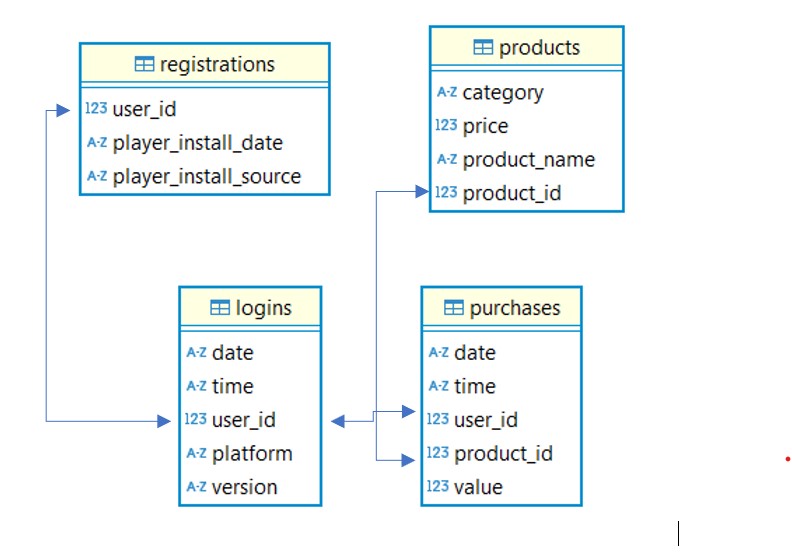 registrations
123 user_id
A-Z player_install_date
A-Z player_install_source
products
A-Z category
123 price
A-Z product_name
123 product_id
logins
A-Z date
A-Z time
123 user_id
A-Z platform
A-Z version
purchases
A-Z date
A-Z time
123 user_id
123 product_id
123 value